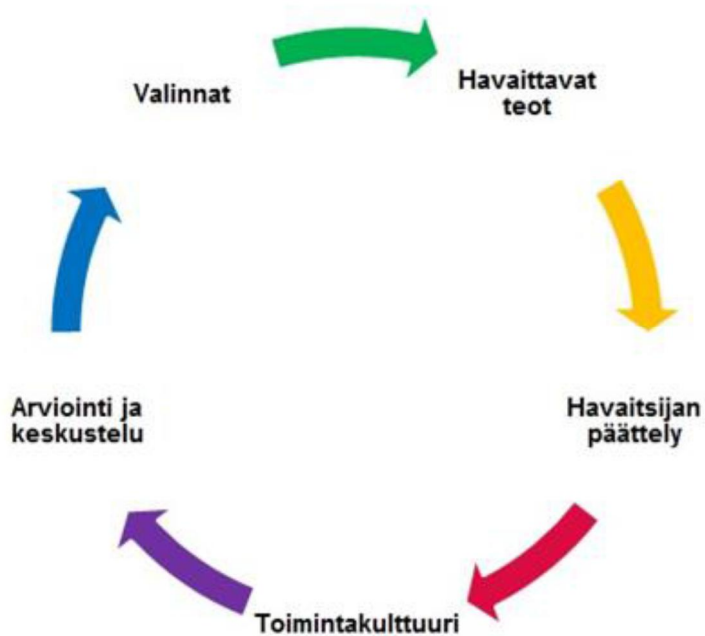 Valinnat
Havaittavat
teot
Havaitsijan
päättely
Toimintakulttuuri
Arviointi ja
keskustelu